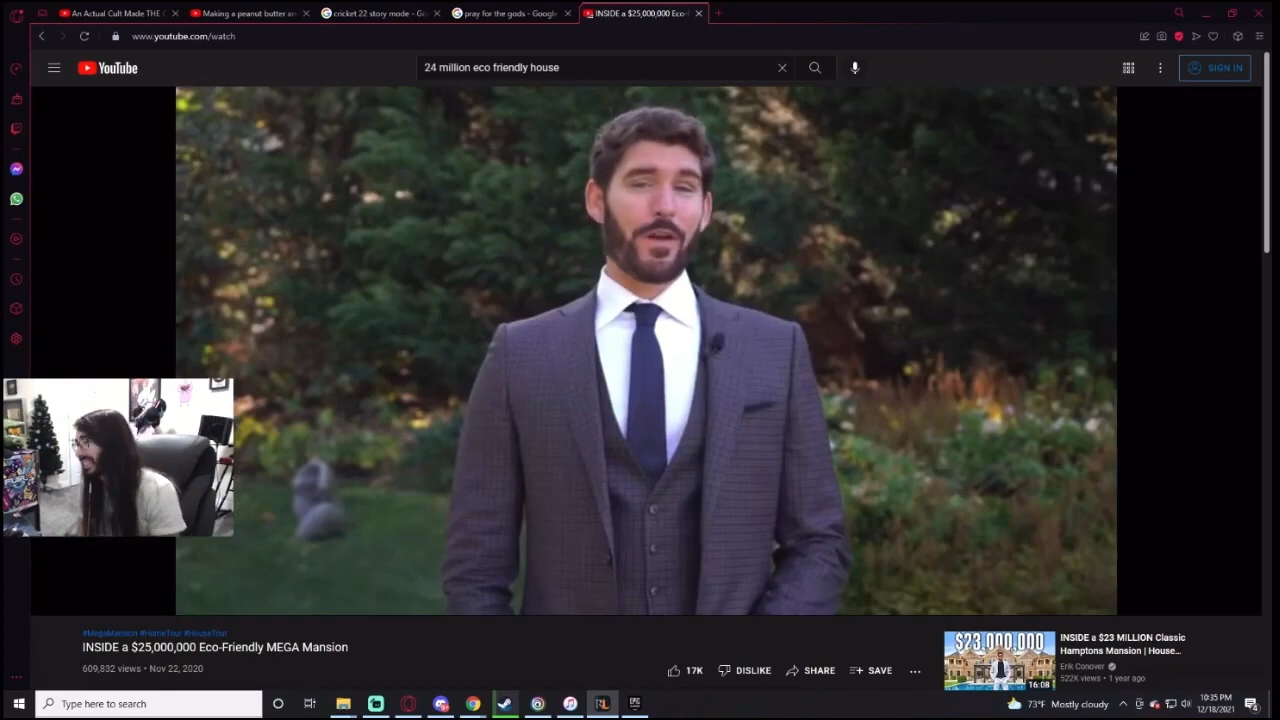 An Actual Cult Made THE C
Making a peanut butter an
cricket 22 story mode - Go
pray for the gods - Google
INSIDE a $25,000,000 Eco-F
www.youtube.com/watch
YouTube
24 million eco friendly house
SIGN IN
#MegaMansion #HomeTour #HouseTour
INSIDE a $25,000,000 Eco-Friendly MEGA Mansion
609,832 views • Nov 22, 2020
17K
DISLIKE
SHARE
SAVE
$23,000,000
16:08
INSIDE a $23 MILLION Classic
Hamptons Mansion | House...
Erik Conover
522K views • 1 year ago
Type here to search
EPIC
73°F Mostly cloudy
10:35 PM
12/18/2021